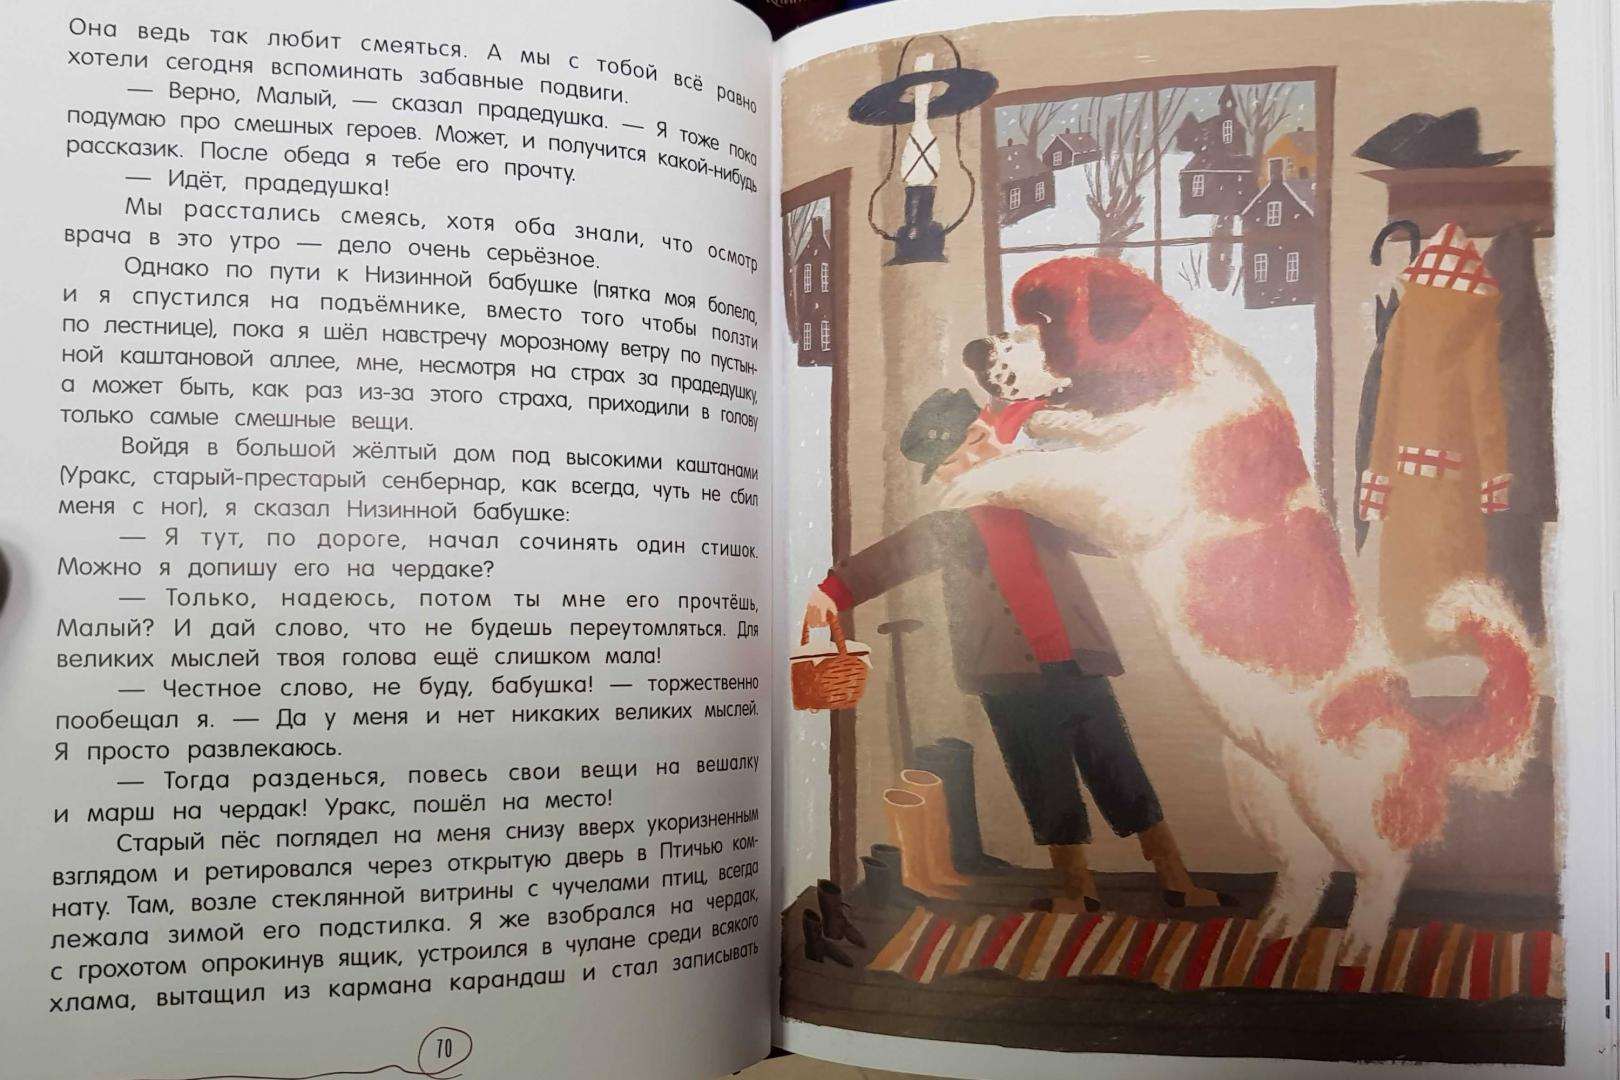 Она ведь так любит смеяться. А мы с тобой всё равно
хотели сегодня вспоминать забавные подвиги.
— Верно, Малый, — сказал прадедушка. — Я тоже пока
подумаю про смешных героев. Может, и получится какой-нибудь
рассказик. После обеда я тебе его прочту.
— Идёт, прадедушка!
Мы расстались смеясь, хотя оба знали, что осмотр
врача в это утро — дело очень серьёзное.
Однако по пути к Низинной бабушке (пятка моя болела,
и я спустился на подъёмнике, вместо того чтобы ползти
по лестнице), пока я шёл навстречу морозному ветру по пустын-
ной каштановой аллее, мне, несмотря на страх за прадедушку,
а может быть, как раз из-за этого страха, приходили в голову
только самые смешные вещи.
Войдя в большой жёлтый дом под высокими каштанами
(Уракс, старый-престарый сенбернар, как всегда, чуть не сбил
меня с ног), я сказал Низинной бабушке:
— Я тут, по дороге, начал сочинять один стишок.
Можно я допишу его на чердаке?
— Только, надеюсь, потом ты мне его прочтёшь,
Малый? И дай слово, что не будешь переутомляться. Для
великих мыслей твоя голова ещё слишком мала!
— Честное слово, не буду, бабушка! — торжественно
пообещал я. — Да у меня и нет никаких великих мыслей.
Я просто развлекаюсь.
— Тогда разденься, повесь свои вещи на вешалку
и марш на чердак! Уракс, пошёл на место!
Старый пёс поглядел на меня снизу вверх укоризненным
взглядом и ретировался через открытую дверь в Птичью ком-
нату. Там, возле стеклянной витрины с чучелами птиц, всегда
лежала зимой его подстилка. Я же взобрался на чердак,
с грохотом опрокинув ящик, устроился в чулане среди всякого
хлама, вытащил из кармана карандаш и стал записывать
70